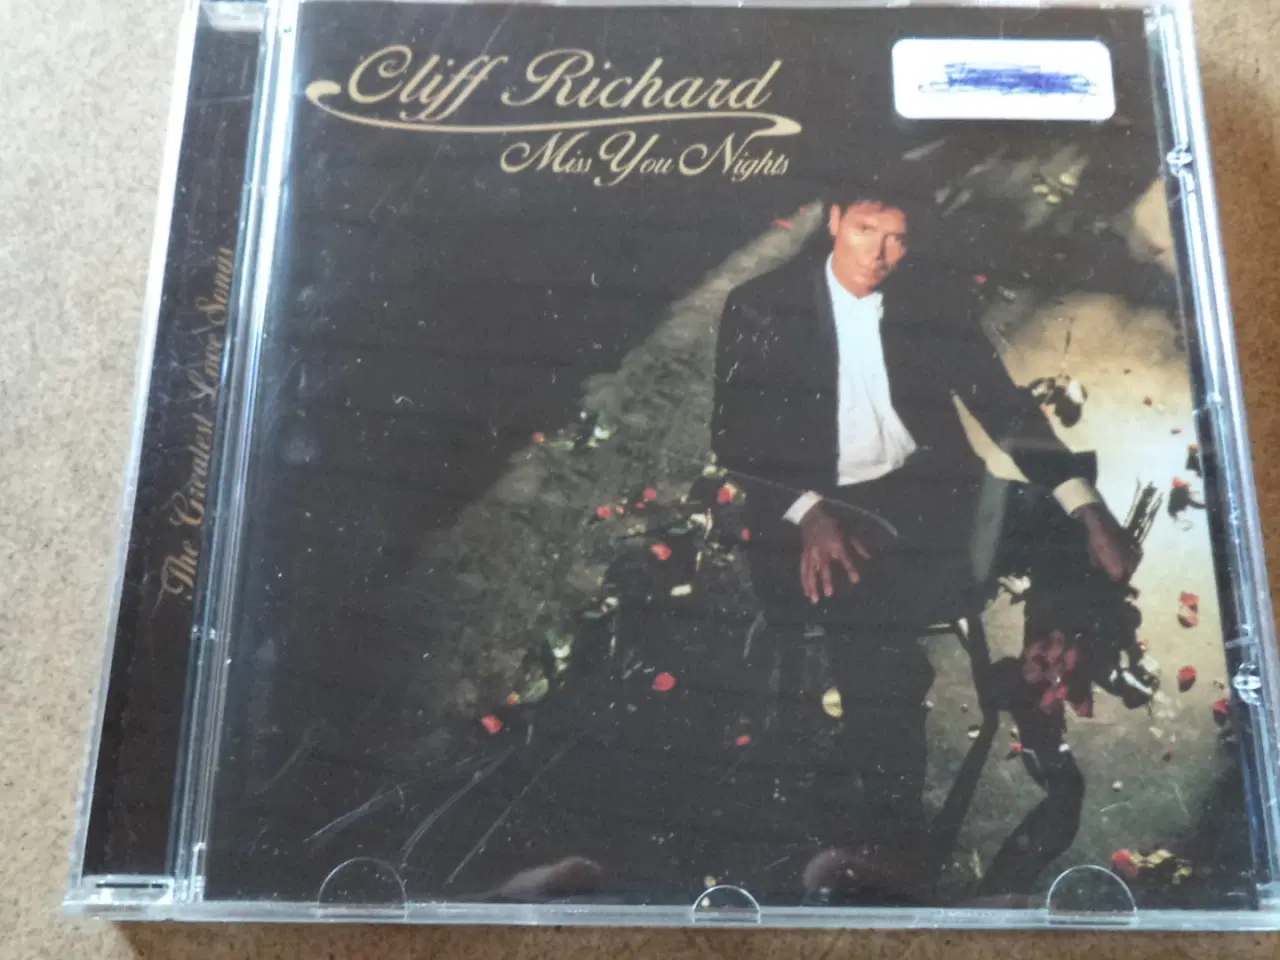 Cliff Richard
Miss You Nights
The Greatest Love Songs